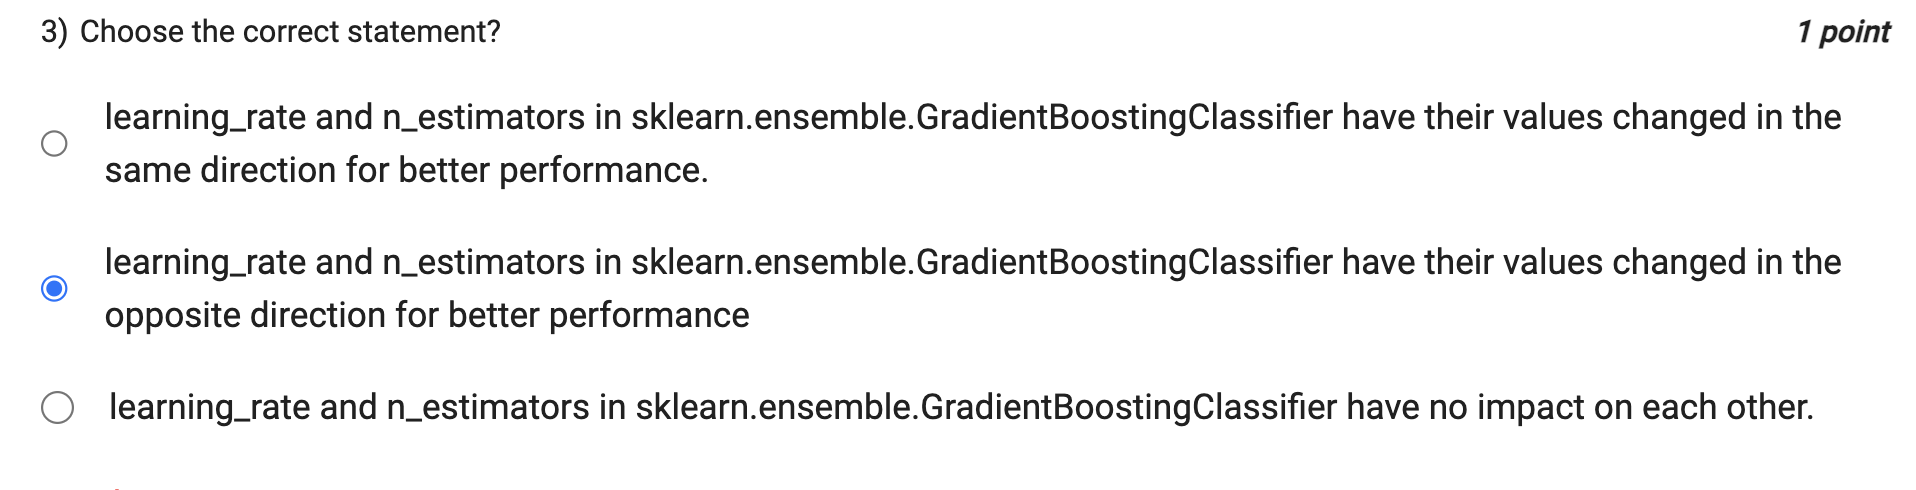 3) Choose the correct statement?
1 point
learning_rate and n_estimators in sklearn.ensemble.GradientBoostingClassifier have their values changed in the
same direction for better performance.
learning_rate and n_estimators in sklearn.ensemble.GradientBoostingClassifier have their values changed in the
opposite direction for better performance
learning_rate and n_estimators in sklearn.ensemble.GradientBoostingClassifier have no impact on each other.